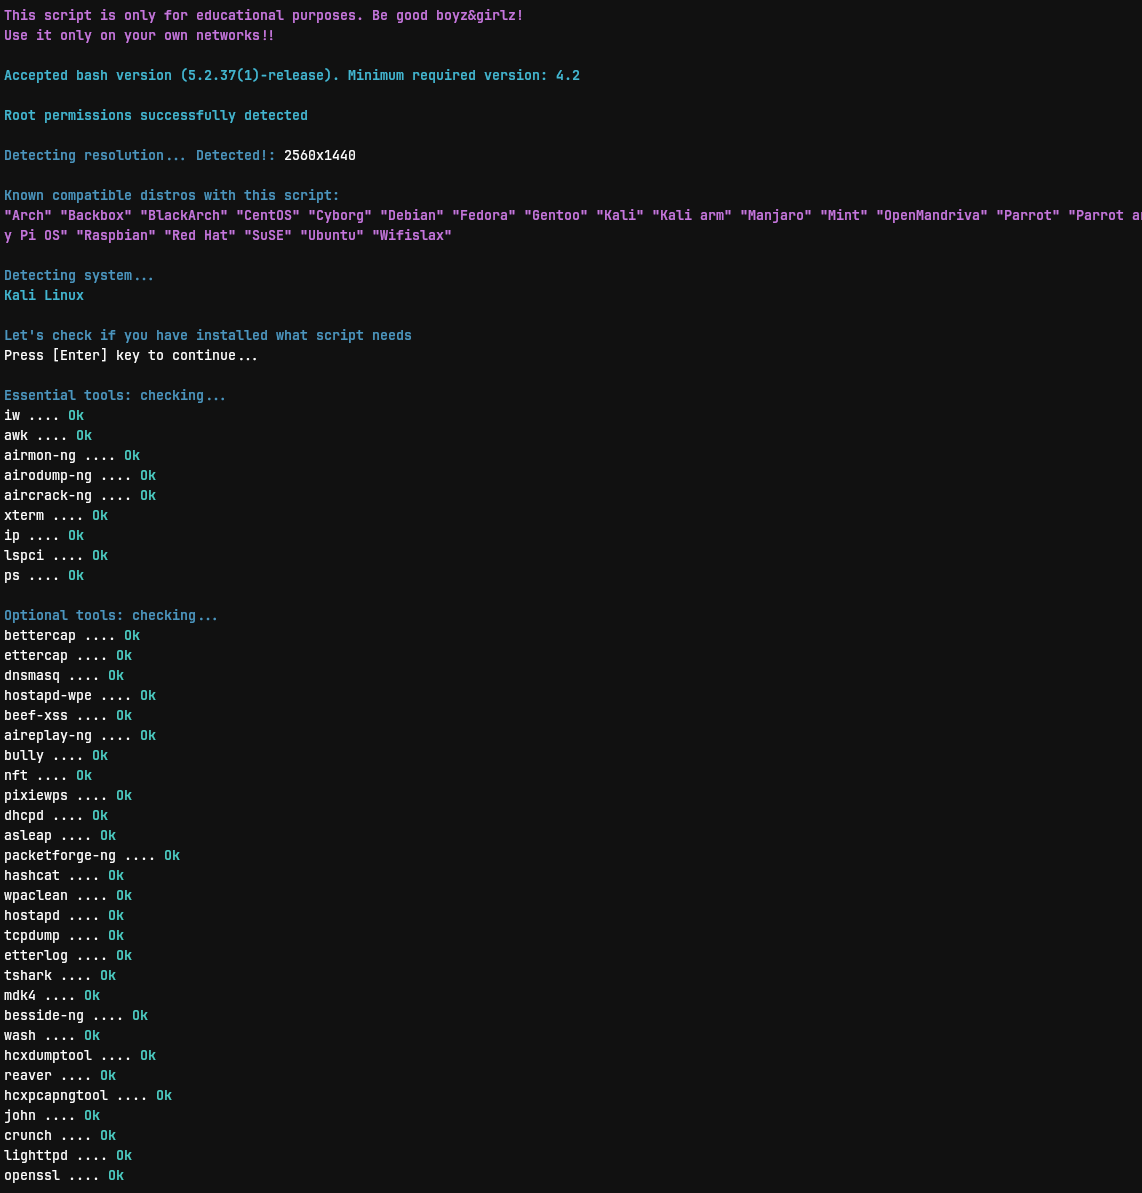 This script is only for educational purposes. Be good boyz&girlz!
Use it only on your own networks!!
Accepted bash version (5.2.37(1)-release). Minimum required version: 4.2
Root permissions successfully detected
Detecting resolution... Detected!: 2560x1440
Known compatible distros with this script:
"Arch" "Backbox" "BlackArch" "CentOS" "Cyborg" "Debian" "Fedora" "Gentoo" "Kali" "Kali arm" "Manjaro" "Mint" "OpenMandriva" "Parrot" "Parrot
y Pi OS" "Raspbian" "Red Hat" "SuSE" "Ubuntu" "Wifislax"
Detecting system...
Kali Linux
Let's check if you have installed what script needs
Press [Enter] key to continue...
Essential tools: checking...
iw .... Ok
awk .... Ok
airmon-ng .... Ok
airodump-ng .... Ok
aircrack-ng .... Ok
xterm .... Ok
ip .... Ok
lspci .... Ok
ps .... Ok
Optional tools: checking...
bettercap .... Ok
ettercap .... Ok
dnsmasq .... Ok
hostapd-wpe .... Ok
beef-xss .... Ok
aireplay-ng .... Ok
bully .... Ok
nft .... Ok
pixiewps .... Ok
dhcpd .... Ok
asleap .... Ok
packetforge-ng .... Ok
hashcat .... Ok
wpaclean .... Ok
hostapd .... Ok
tcpdump .... Ok
etterlog .... Ok
tshark .... Ok
mdk4 .... Ok
besside-ng .... Ok
wash .... Ok
hcxdumptool .... Ok
reaver .... Ok
hcxpcapngtool .... Ok
john .... Ok
crunch .... Ok
lighttpd .... Ok
openssl .... Ok